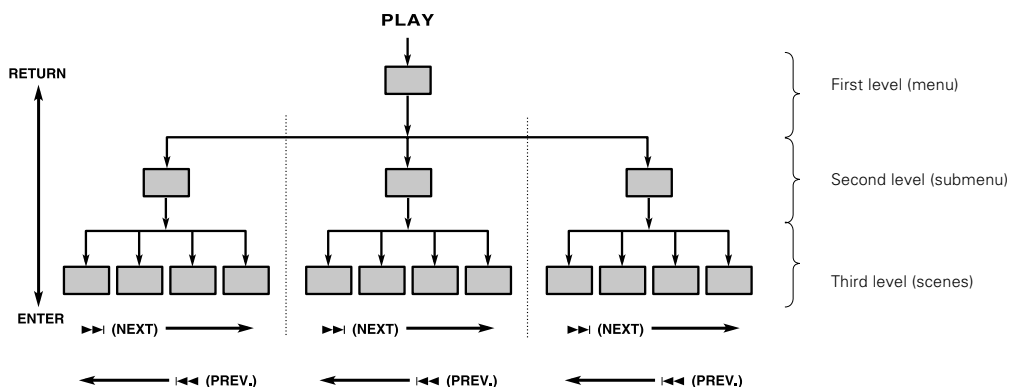 PLAY
RETURN
First level (menu)
Second level (submenu)
Third level (scenes)
ENTER
▶▶| (NEXT) ▶▶| (NEXT) ▶▶| (NEXT)
|◀◀ (PREV.) |◀◀ (PREV.) |◀◀ (PREV.)